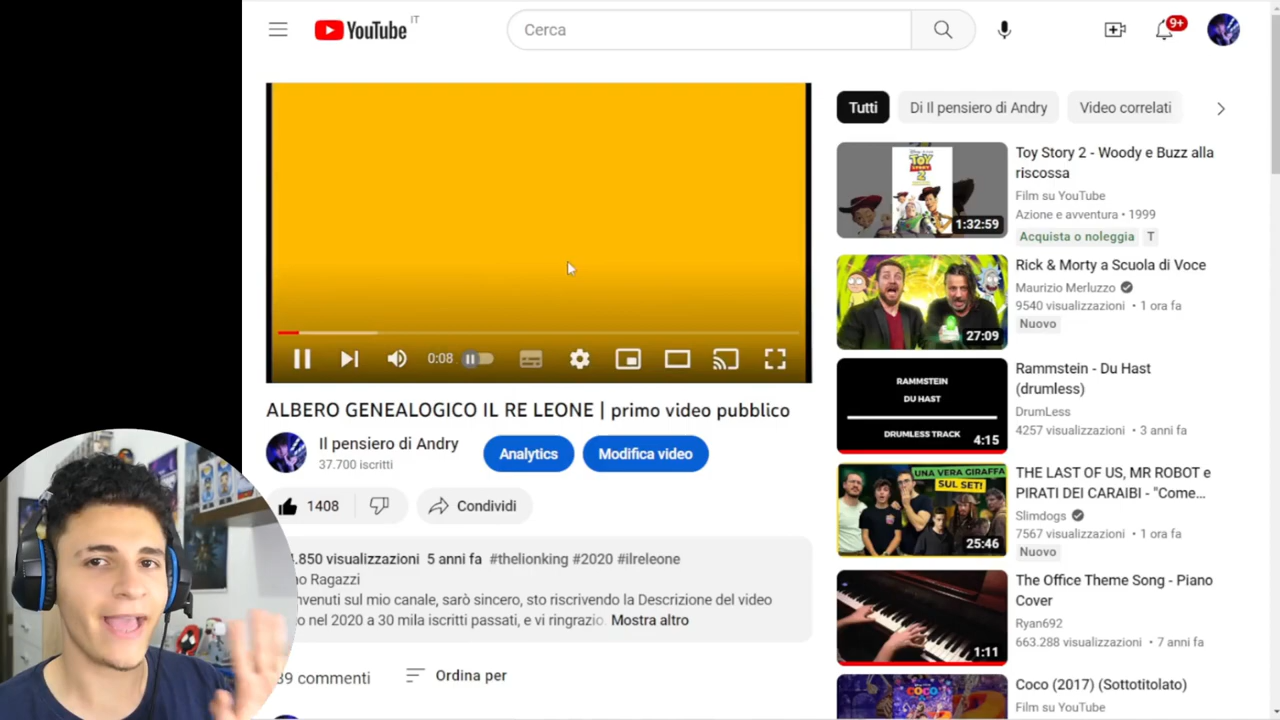 YouTube IT
Cerca
9+
ALBERO GENEALOGICO IL RE LEONE | primo video pubblico
Il pensiero di Andry
37.700 iscritti
Analytics
Modifica video
1408
Condividi
.850 visualizzazioni 5 anni fa #thelionking #2020 #ilreleone
Ragazzi
sul mio canale, sarò sincero, sto riscrivendo la Descrizione del video
nel 2020 a 30 mila iscritti passati, e vi ringrazio. Mostra altro
commenti
Ordina per
0:08
Tutti
Di Il pensiero di Andry
Video correlati
TOY STORY 2
1:32:59
Toy Story 2 - Woody e Buzz alla
riscossa
Film su YouTube
Azione e avventura • 1999
Acquista o noleggia T
27:09
Rick & Morty a Scuola di Voce
Maurizio Merluzzo
9540 visualizzazioni • 1 ora fa
Nuovo
RAMMSTEIN
DU HAST
DRUMLESS TRACK
4:15
Rammstein - Du Hast
(drumless)
DrumLess
4257 visualizzazioni • 3 anni fa
UNA VERA GIRAFFA
SUL SET!
25:46
THE LAST OF US, MR ROBOT e
PIRATI DEI CARAIBI - "Come...
Slimdogs
7567 visualizzazioni • 1 ora fa
Nuovo
1:11
The Office Theme Song - Piano
Cover
Ryan692
663.288 visualizzazioni • 7 anni fa
COCO
Coco (2017) (Sottotitolato)
Film su YouTube